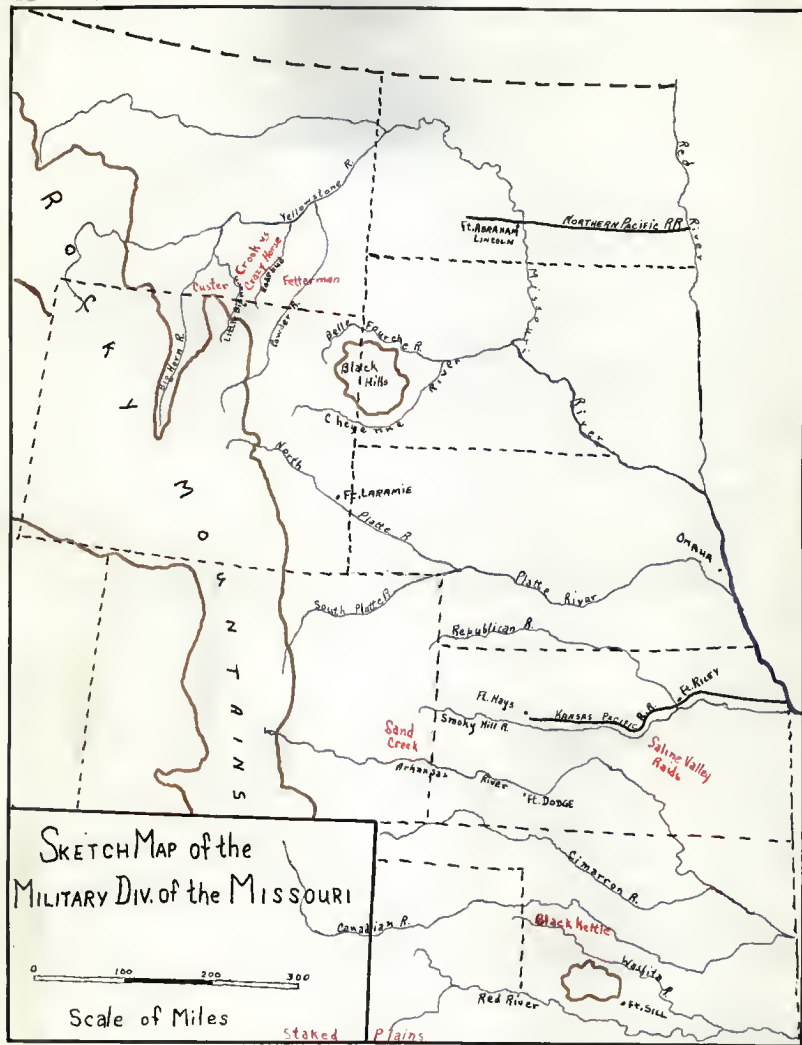 Red
River
NORTHERN PACIFIC RR
Ft. ABRAHAM
LINCOLN
Missouri
River
Yellowstone R.
Crook vs
Crazy Horse
Rosebud
Custer
Fetterman
Little Big Horn
Powder R.
Big Horn R.
ROCKY MOUNTAINS
Belle Fourche R.
Black
Hills
Cheyenne River
North Platte R.
Ft. LARAMIE
OMAHA
Platte River
South Platte R.
Republican R.
Ft. Hays
KANSAS PACIFIC R.R.
Ft. RILEY
Smoky Hill R.
Sand
Creek
Saline Valley
Raids
Arkansas River
Ft. DODGE
Cimarron R.
Canadian R.
Black Kettle
Washita R.
Red River
Ft. SILL
Staked Plains
SKETCH MAP of the
MILITARY DIV. of the MISSOURI
0 100 200 300
Scale of Miles